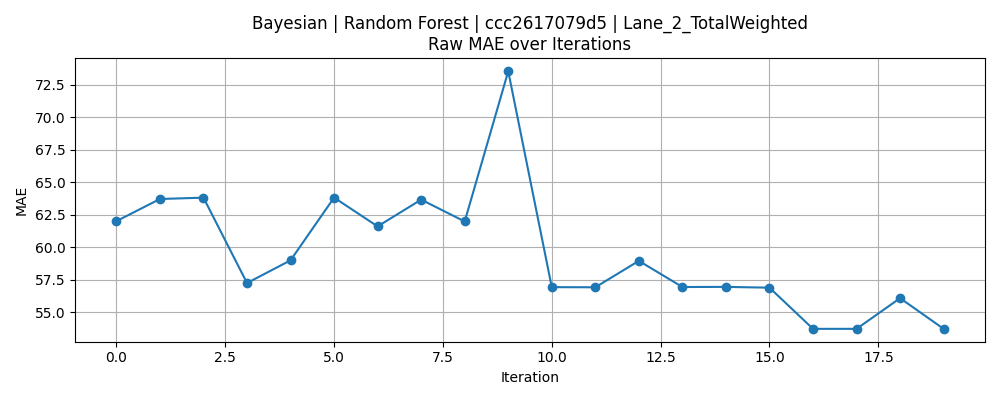 Bayesian | Random Forest | ccc2617079d5 | Lane_2_TotalWeighted
Raw MAE over Iterations
MAE
72.5
70.0
67.5
65.0
62.5
60.0
57.5
55.0
0.0 2.5 5.0 7.5 10.0 12.5 15.0 17.5
Iteration